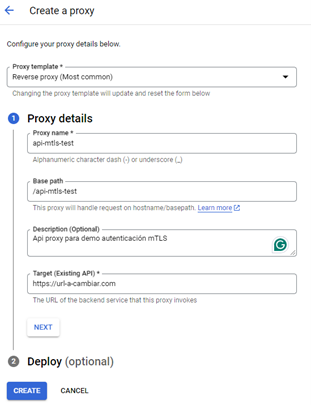 Create a proxy
Configure your proxy details below.
Proxy template *
Reverse proxy (Most common)
Changing the proxy template will update and reset the form below
1 Proxy details
Proxy name *
api-mtls-test
Alphanumeric character dash (-) or underscore (_)
Base path
/api-mtls-test
This proxy will handle request on hostname/basepath. Learn more
Description (Optional)
Api proxy para demo autenticación mTLS
Target (Existing API) *
https://url-a-cambiar.com
The URL of the backend service that this proxy invokes
NEXT
2 Deploy (optional)
CREATE CANCEL